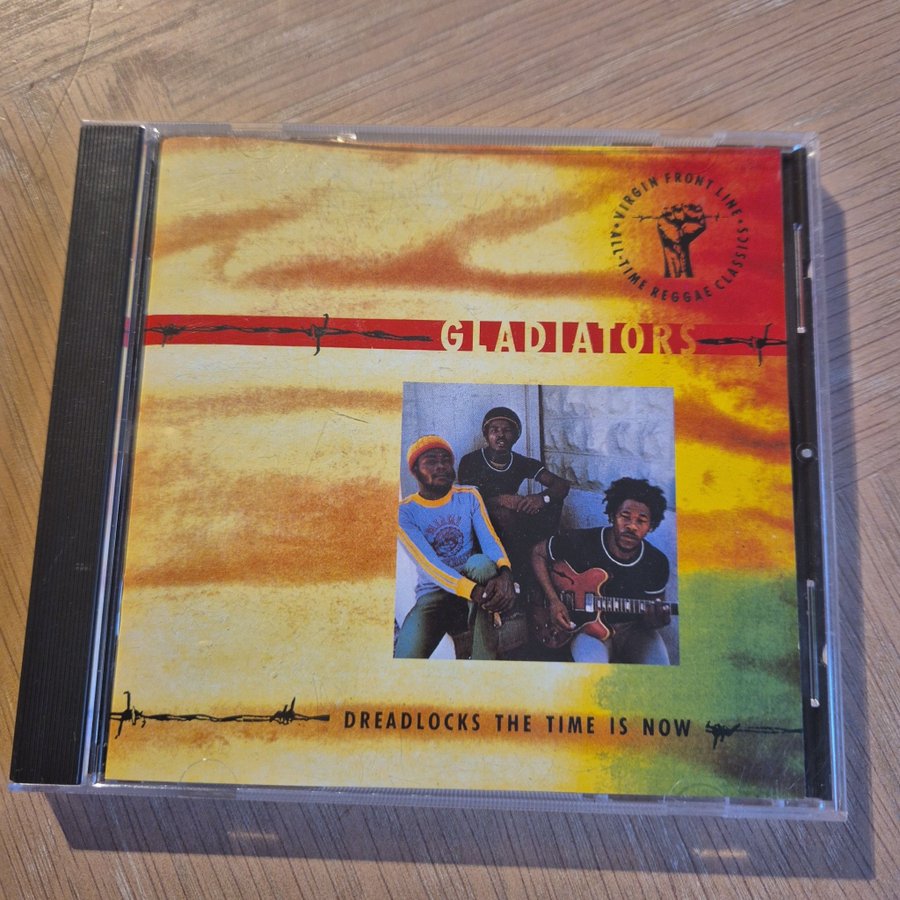 VIRGIN FRONT LINE • ALL-TIME REGGAE CLASSICS •
GLADIATORS
DREADLOCKS THE TIME IS NOW